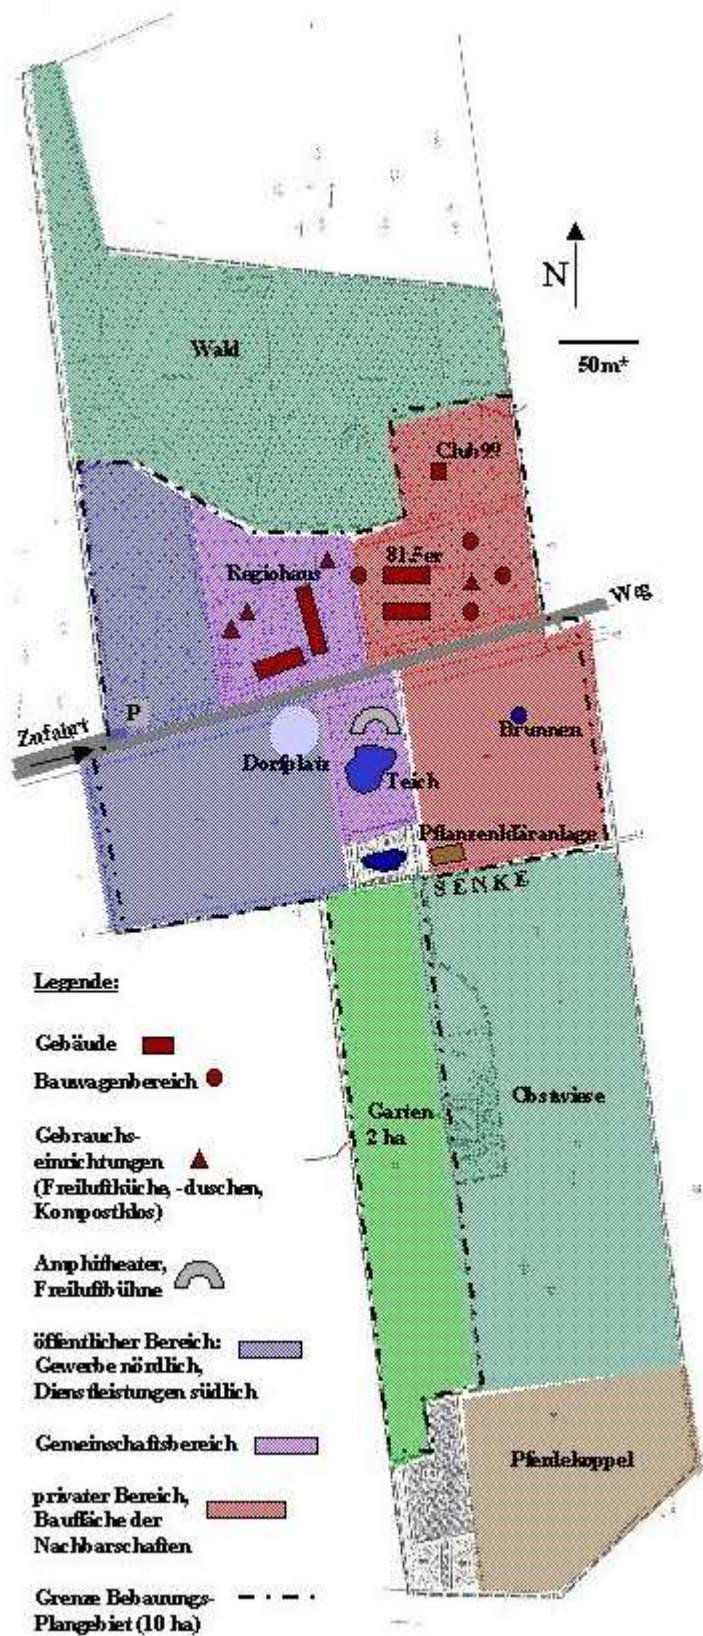 N
50m*
Wald
Club 99
81,5er
Regiohaus
Weg
P
Zufahrt
Brunnen
Dorfplatz
Teich
Pflanzenkläranlage
SENKE
Legende:
Gebäude
Bauwagenbereich
Gebrauchs-
einrichtungen
(Freiluftküche, -duschen,
Kompostklos)
Amphitheater,
Freiluftbühne
öffentlicher Bereich:
Gewerbe nördlich,
Dienstleistungen südlich
Gemeinschaftsbereich
privater Bereich,
Baufläche der
Nachbarschaften
Grenze Bebauungs-
Plangebiet (10 ha)
Garten
2 ha
Obstwiese
Pferdekoppel